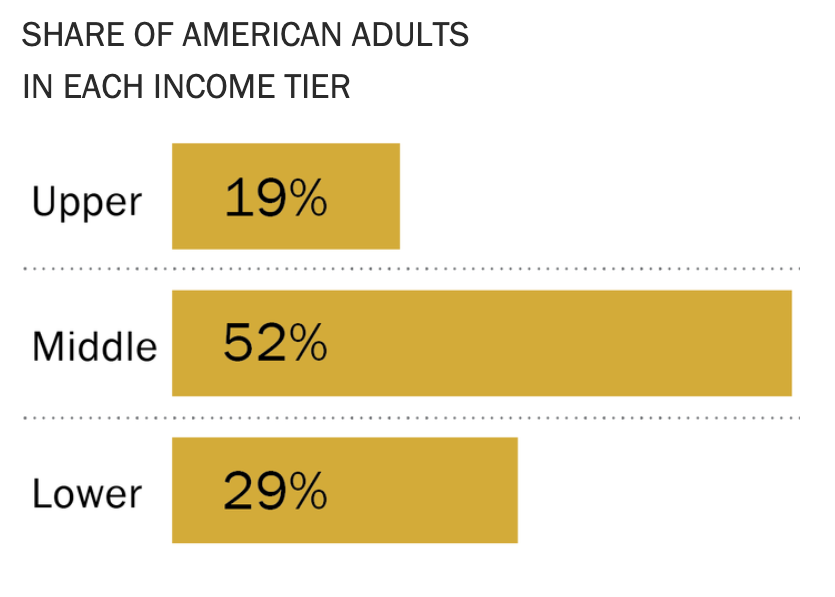 SHARE OF AMERICAN ADULTS
IN EACH INCOME TIER
Upper 19%
Middle 52%
Lower 29%